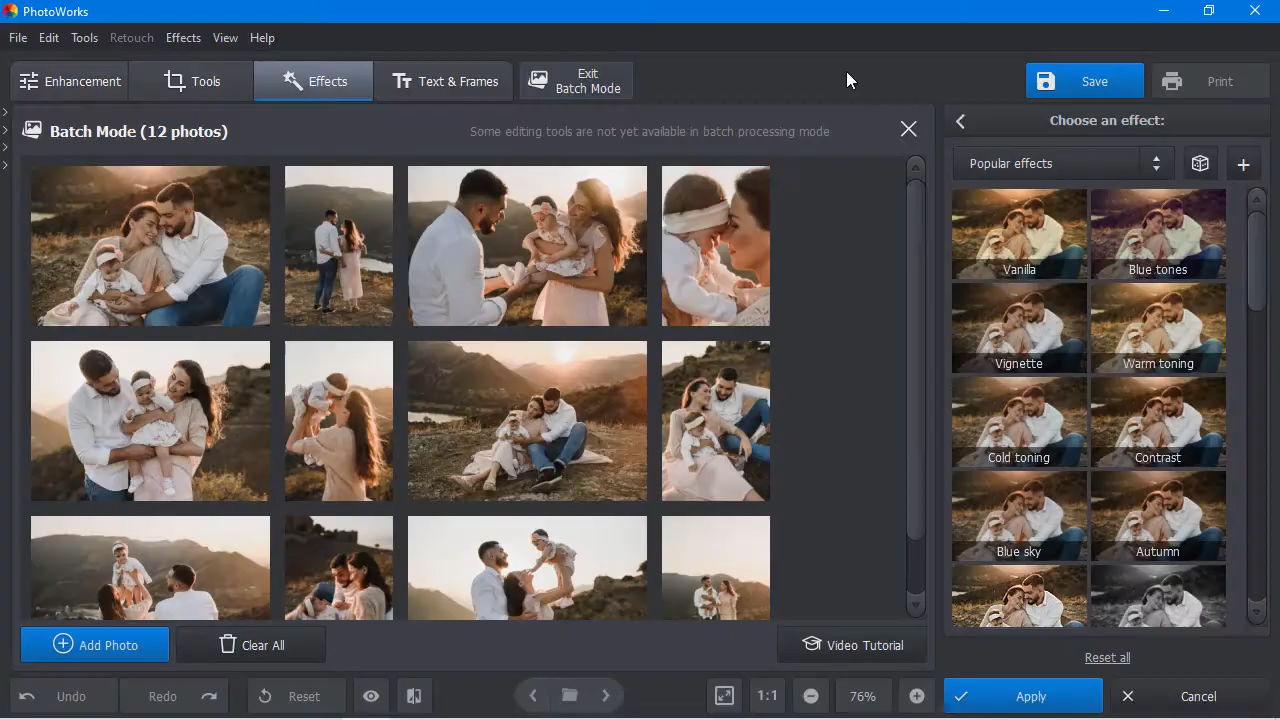 PhotoWorks
File Edit Tools Retouch Effects View Help
Enhancement Tools Effects Text & Frames Exit
Batch Mode Save Print
Batch Mode (12 photos) Some editing tools are not yet available in batch processing mode
Choose an effect:
Popular effects
Vanilla Blue tones
Vignette Warm toning
Cold toning Contrast
Blue sky Autumn
Add Photo Clear All Video Tutorial
Reset all
Undo Redo Reset 1:1 76% Apply Cancel